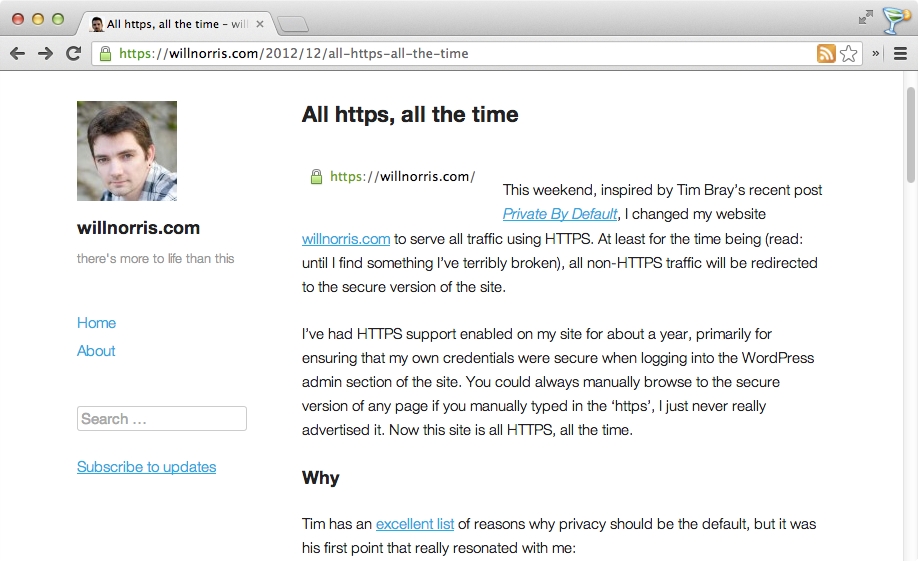 All https, all the time – wil
https://willnorris.com/2012/12/all-https-all-the-time
»
willnorris.com
there's more to life than this
Home
About
Search …
Subscribe to updates
All https, all the time
https://willnorris.com/
This weekend, inspired by Tim Bray’s recent post
Private By Default, I changed my website
willnorris.com to serve all traffic using HTTPS. At least for the time being (read:
until I find something I’ve terribly broken), all non-HTTPS traffic will be redirected
to the secure version of the site.
I’ve had HTTPS support enabled on my site for about a year, primarily for
ensuring that my own credentials were secure when logging into the WordPress
admin section of the site. You could always manually browse to the secure
version of any page if you manually typed in the ‘https’, I just never really
advertised it. Now this site is all HTTPS, all the time.
Why
Tim has an excellent list of reasons why privacy should be the default, but it was
his first point that really resonated with me: